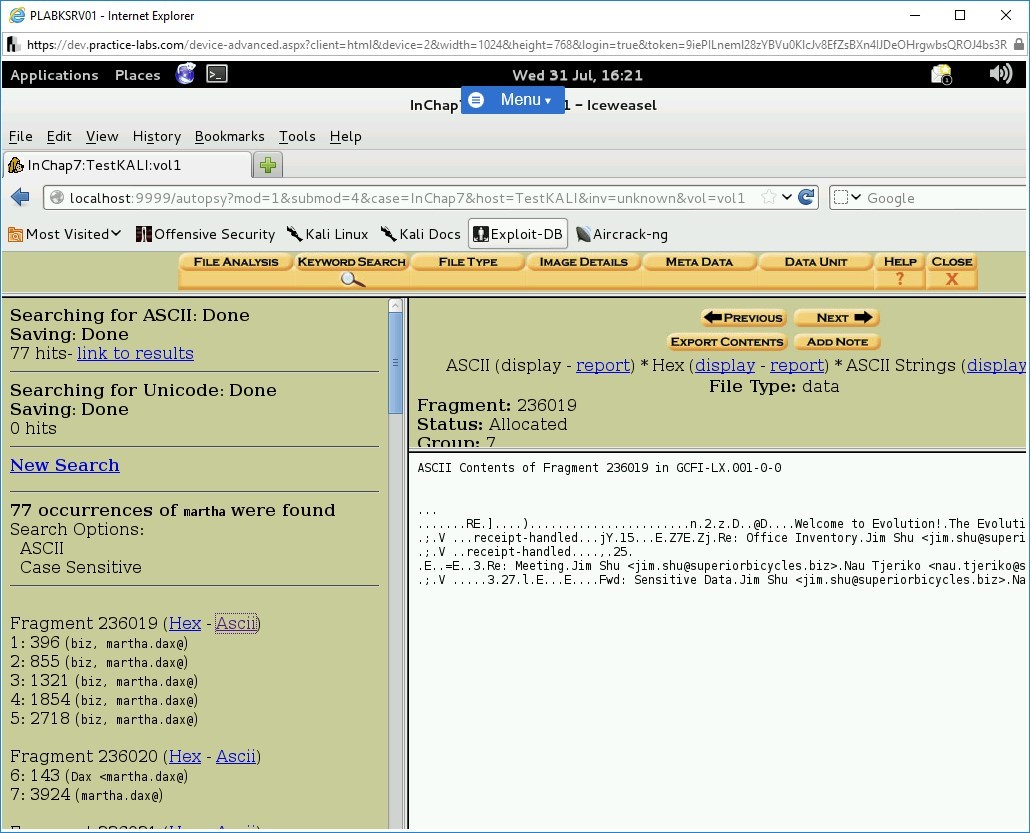 PLABKSRV01 - Internet Explorer
https://dev.practice-labs.com/device-advanced.aspx?client=html&device=2&width=1024&height=768&login=true&token=
Applications Places Wed 31 Jul, 16:21
InChap7 Menu 1 - Iceweasel
File Edit View History Bookmarks Tools Help
InChap7:TestKALI:vol1
localhost:9999/autopsy?mod=1&submod=4&case=InChap7&host=TestKALI&inv=unknown&vol=vol1 Google
Most Visited Offensive Security Kali Linux Kali Docs Exploit-DB Aircrack-ng
FILE ANALYSIS KEYWORD SEARCH FILE TYPE IMAGE DETAILS META DATA DATA UNIT HELP CLOSE
? X
Searching for ASCII: Done
Saving: Done
77 hits- link to results
Searching for Unicode: Done
Saving: Done
0 hits
New Search
77 occurrences of martha were found
Search Options:
ASCII
Case Sensitive
Fragment 236019 (Hex - Ascii)
1: 396 (biz, martha.dax@)
2: 855 (biz, martha.dax@)
3: 1321 (biz, martha.dax@)
4: 1854 (biz, martha.dax@)
5: 2718 (biz, martha.dax@)
Fragment 236020 (Hex - Ascii)
6: 143 (Dax <martha.dax@)
7: 3924 (martha.dax@)
PREVIOUS NEXT
EXPORT CONTENTS ADD NOTE
ASCII (display - report) * Hex (display - report) * ASCII Strings (display
File Type: data
Fragment: 236019
Status: Allocated
Group: 7
ASCII Contents of Fragment 236019 in GCFI-LX.001-0-0
...
.......RE.]....).......................n.2.z.D..@D....Welcome to Evolution!.The Evoluti
.;.V ...receipt-handled...jY.15...E.Z7E.Zj.Re: Office Inventory.Jim Shu <jim.shu@superi
.;.V ..receipt-handled....,.25.
.E..=E..3.Re: Meeting.Jim Shu <jim.shu@superiorbicycles.biz>.Nau Tjeriko <nau.tjeriko@s
.;.V .....3.27.l.E...E....Fwd: Sensitive Data.Jim Shu <jim.shu@superiorbicycles.biz>.Na